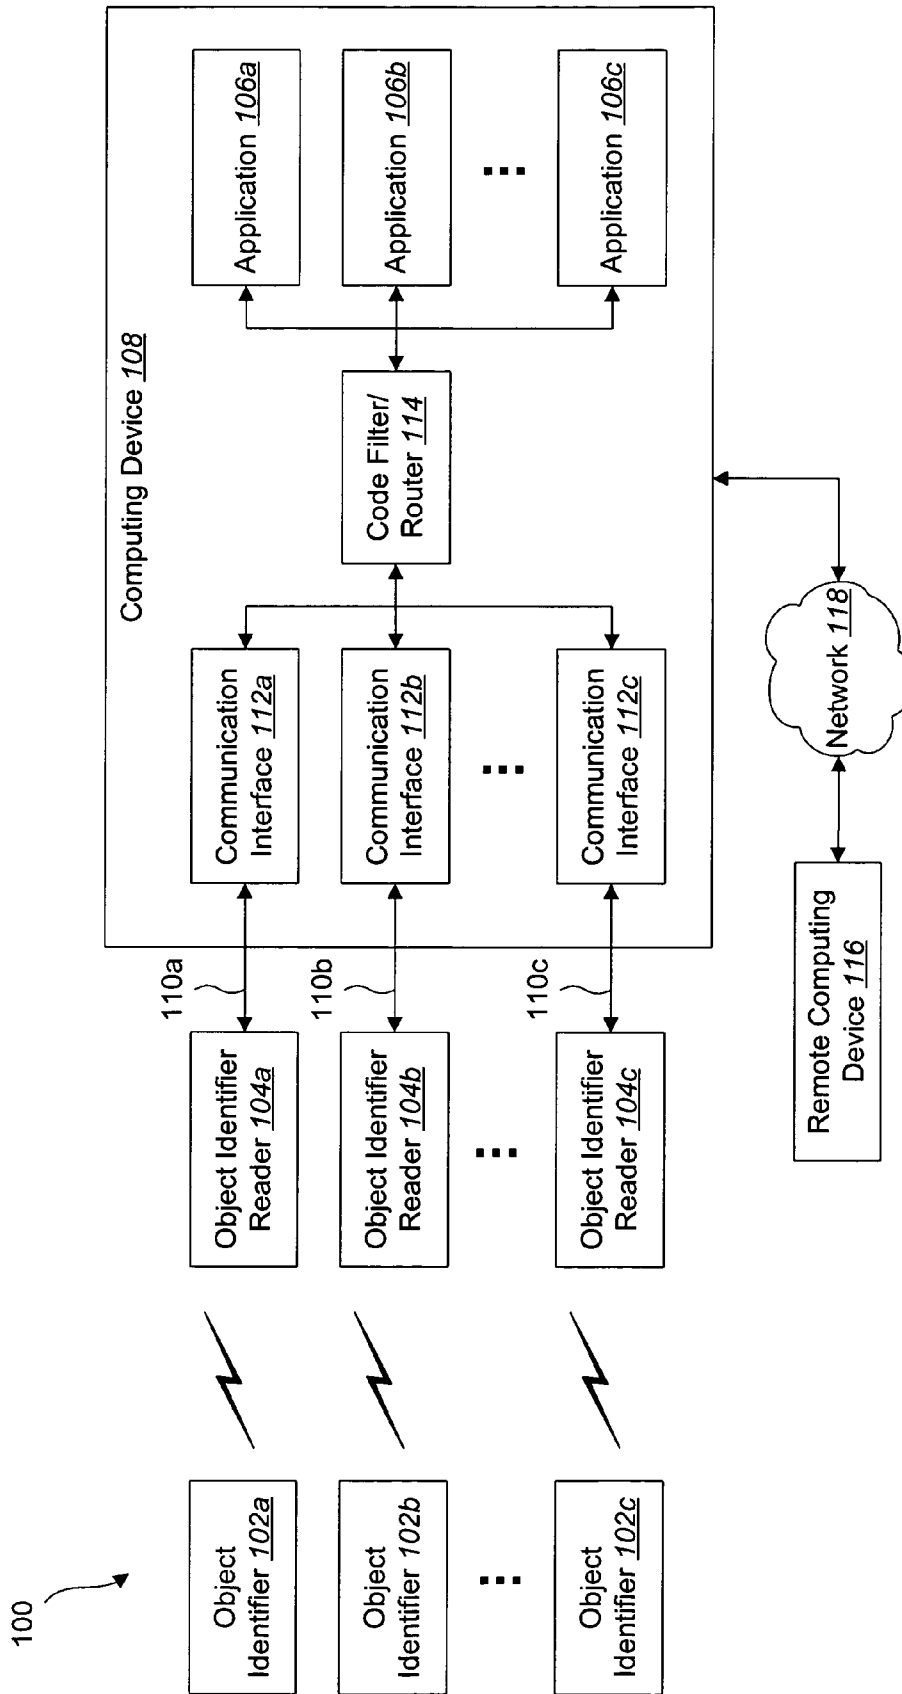 100
Object
Identifier 102a
Object
Identifier 102b
Object
Identifier 102c
Object Identifier
Reader 104a
Object Identifier
Reader 104b
Object Identifier
Reader 104c
110a
110b
110c
Computing Device 108
Communication
Interface 112a
Communication
Interface 112b
Communication
Interface 112c
Code Filter/
Router 114
Application 106a
Application 106b
Application 106c
Remote Computing
Device 116
Network 118